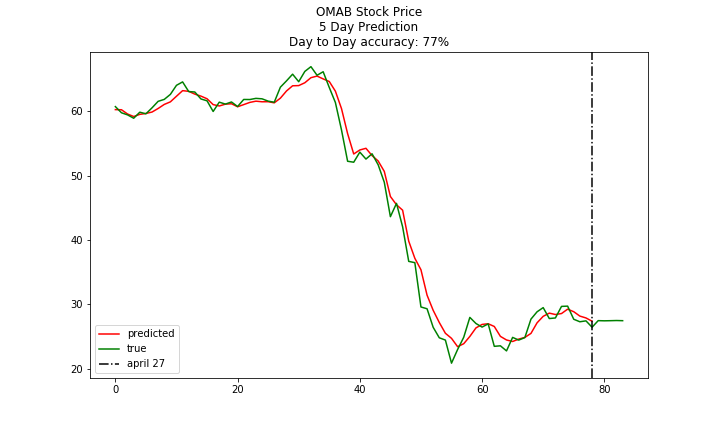 OMAB Stock Price
5 Day Prediction
Day to Day accuracy: 77%
60
50
40
30
20
predicted
true
april 27
0 20 40 60 80